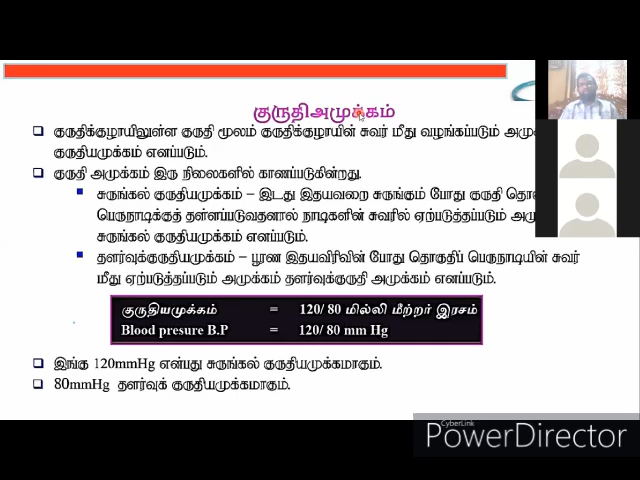 குருதிஅமுக்கம்
குருதிக்குழாயிலுள்ள குருதி மூலம் குருதிக்குழாயின் சுவர் மீது வழங்கப்படும்
குருதியமுக்கம் எனப்படும்.
குருதி அமுக்கம் இரு நிலைகளில் காணப்படுகின்றது.
சுருங்கல் குருதியமுக்கம் – இடது இதயவறை சுருங்கும் போது குருதி
பெருநாடிக்குத் தள்ளப்படுவதனால் நாடிகளின் சுவரில் ஏற்படுத்தப்படும்
சுருங்கல் குருதியமுக்கம் எனப்படும்.
தளர்வுக்குருதியமுக்கம் – பூரண இதயவிரிவின் போது தொகுதிப் பெருநாடியின் சுவர்
மீது ஏற்படுத்தப்படும் அமுக்கம் தளர்வுக்குருதி அமுக்கம் எனப்படும்.
குருதியமுக்கம் = 120/ 80 மில்லி மீற்றர் இரசம்
Blood presure B.P = 120/ 80 mm Hg
இங்கு 120mmHg என்பது சுருங்கல் குருதியமுக்கமாகும்.
80mmHg தளர்வுக் குருதியமுக்கமாகும்.
CyberLink
PowerDirector